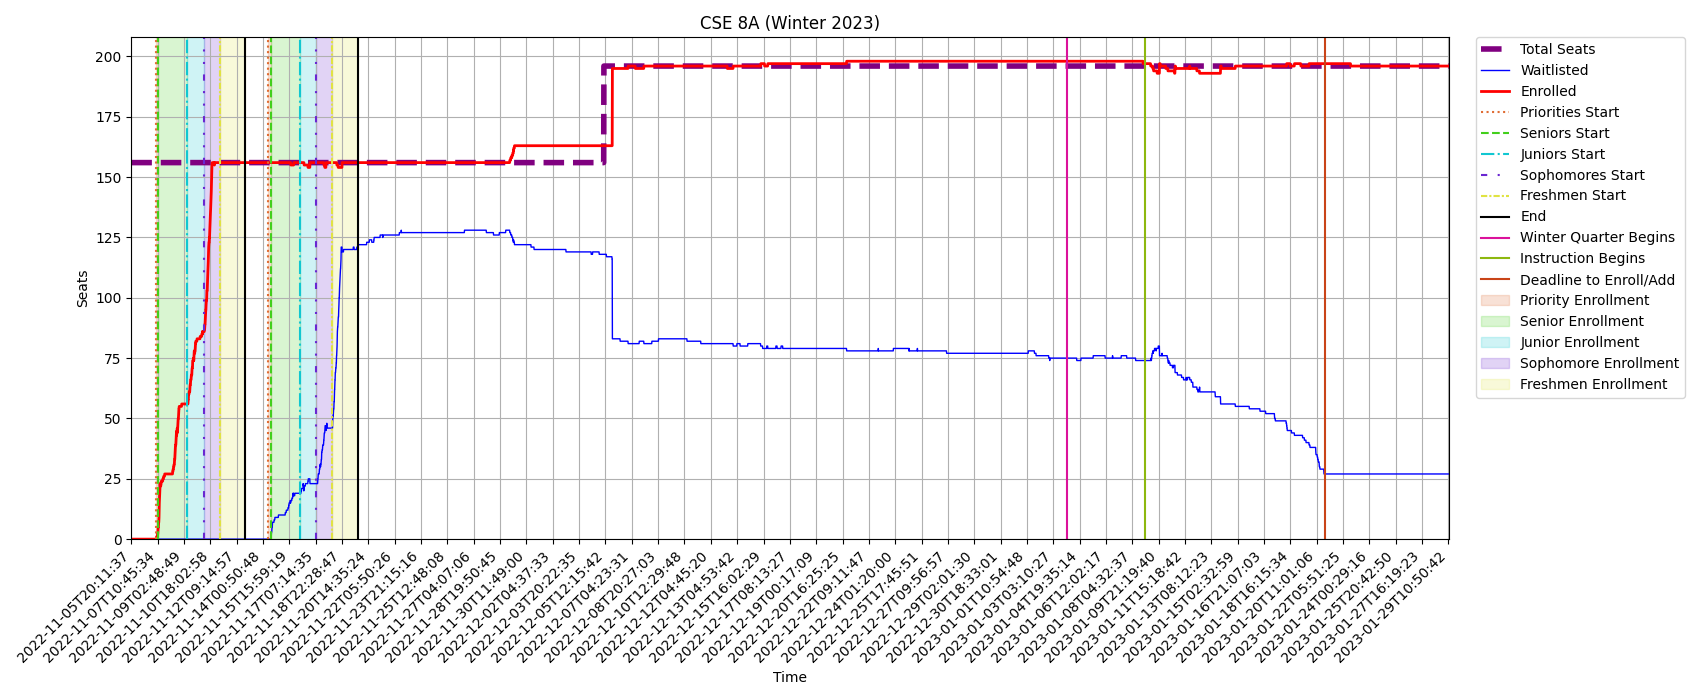 CSE 8A (Winter 2023)
Seats
200
175
150
125
100
75
50
25
0
2022-11-05T20:11:37
2022-11-07T10:45:34
2022-11-09T02:48:49
2022-11-10T18:02:58
2022-11-12T09:14:57
2022-11-14T00:50:48
2022-11-15T15:59:19
2022-11-17T07:14:35
2022-11-18T22:28:47
2022-11-20T14:35:24
2022-11-22T05:50:26
2022-11-23T21:15:16
2022-11-25T12:48:08
2022-11-27T04:07:06
2022-11-28T19:50:45
2022-11-30T11:49:00
2022-12-02T04:37:33
2022-12-03T20:22:35
2022-12-05T12:15:42
2022-12-07T04:23:31
2022-12-08T20:27:03
2022-12-10T12:29:48
2022-12-12T04:45:20
2022-12-13T04:53:42
2022-12-15T16:02:29
2022-12-17T08:13:27
2022-12-19T00:17:09
2022-12-20T16:25:25
2022-12-22T09:11:47
2022-12-24T01:20:00
2022-12-25T17:45:51
2022-12-27T09:56:57
2022-12-29T02:01:30
2022-12-30T18:33:01
2023-01-01T10:54:48
2023-01-03T03:10:27
2023-01-04T19:35:14
2023-01-06T12:02:17
2023-01-08T04:32:37
2023-01-09T21:19:40
2023-01-11T15:18:42
2023-01-13T08:12:23
2023-01-15T02:32:59
2023-01-16T21:07:03
2023-01-18T16:15:34
2023-01-20T11:01:06
2023-01-22T05:51:25
2023-01-24T00:29:16
2023-01-25T20:42:50
2023-01-27T16:19:23
2023-01-29T10:50:42
Time
Total Seats
Waitlisted
Enrolled
Priorities Start
Seniors Start
Juniors Start
Sophomores Start
Freshmen Start
End
Winter Quarter Begins
Instruction Begins
Deadline to Enroll/Add
Priority Enrollment
Senior Enrollment
Junior Enrollment
Sophomore Enrollment
Freshmen Enrollment